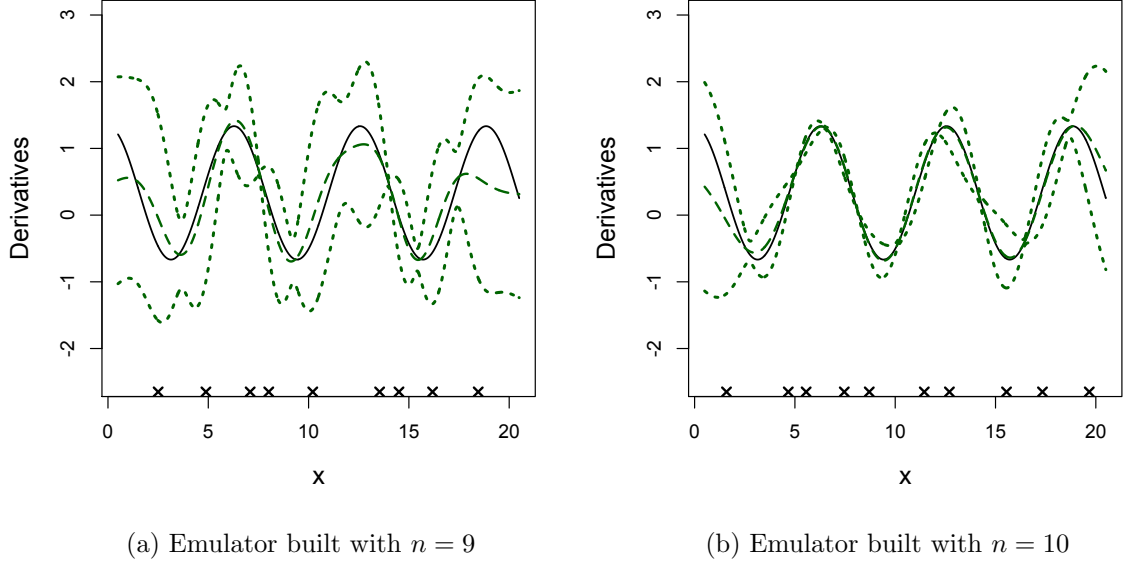 3
2
1
0
-1
-2
Derivatives
0 5 10 15 20
x
(a) Emulator built with n = 9
3
2
1
0
-1
-2
Derivatives
0 5 10 15 20
x
(b) Emulator built with n = 10